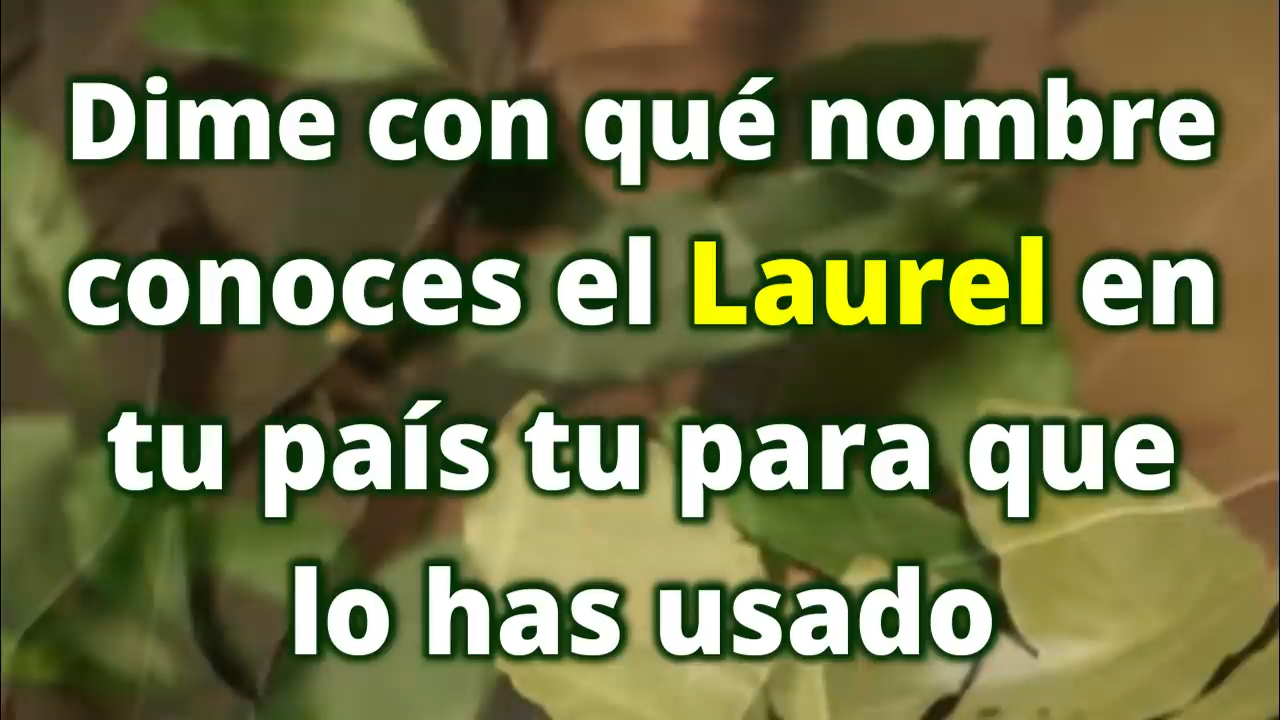 Dime con qué nombre
conoces el Laurel en
tu país tu para que
lo has usado